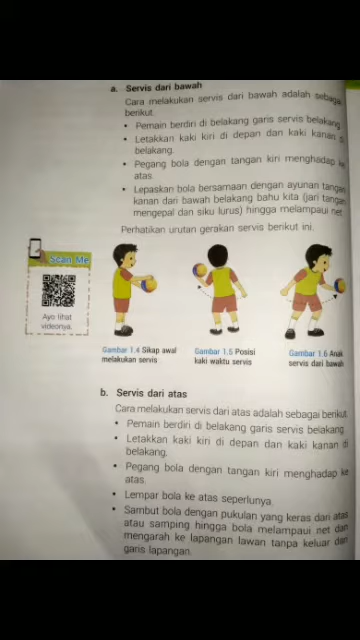 a. Servis dari bawah
Cara melakukan servis dari bawah adalah sebagai
berikut.
• Pemain berdiri di belakang garis servis belakang.
• Letakkan kaki kiri di depan dan kaki kanan
belakang.
• Pegang bola dengan tangan kiri menghadap ke
atas.
• Lepaskan bola bersamaan dengan ayunan tangan
kanan dari bawah belakang bahu kita (jari tangan
mengepal dan siku lurus) hingga melampaui net.
Perhatikan urutan gerakan servis berikut ini.
Scan Me
Ayo lihat
videonya.
Gambar 1.4 Sikap awal
melakukan servis
Gambar 1.5 Posisi
kaki waktu servis
Gambar 1.6 Anak
servis dari bawah
b. Servis dari atas
Cara melakukan servis dari atas adalah sebagai berikut.
• Pemain berdiri di belakang garis servis belakang.
• Letakkan kaki kiri di depan dan kaki kanan di
belakang.
• Pegang bola dengan tangan kiri menghadap ke
atas.
• Lempar bola ke atas seperlunya.
• Sambut bola dengan pukulan yang keras dari atas
atau samping hingga bola melampaui net dan
mengarah ke lapangan lawan tanpa keluar dari
garis lapangan.